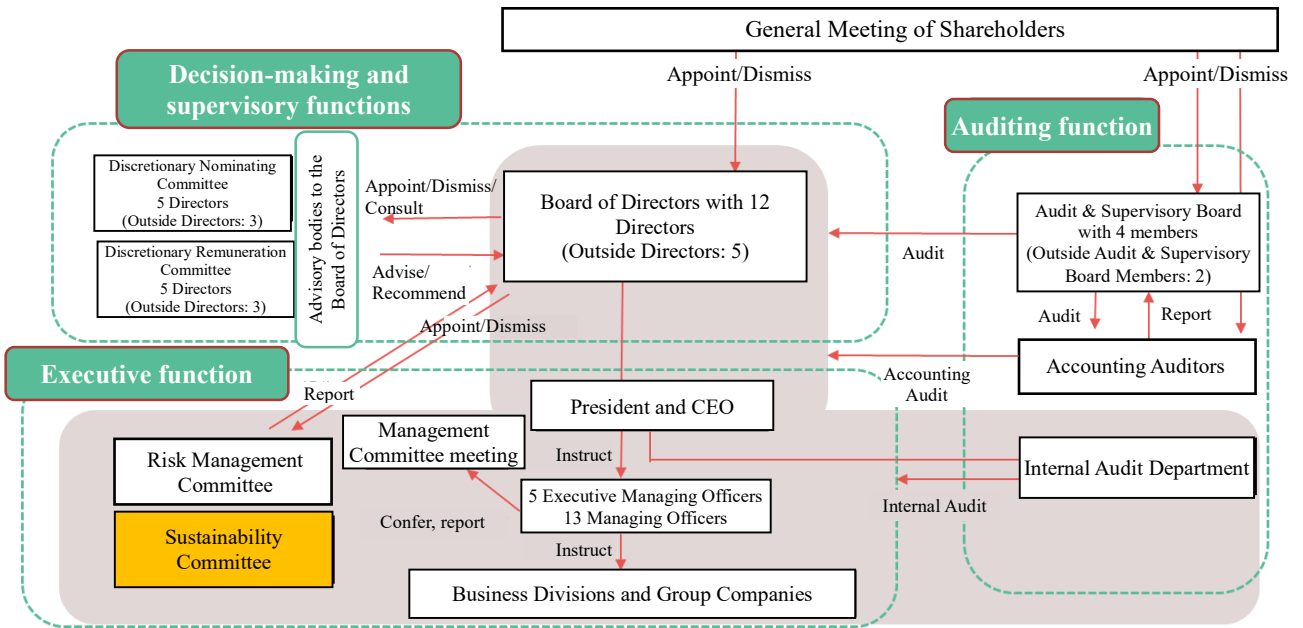 General Meeting of Shareholders
Appoint/Dismiss
Appoint/Dismiss
Decision-making and
supervisory functions
Auditing function
Discretionary Nominating
Committee
5 Directors
(Outside Directors: 3)
Discretionary Remuneration
Committee
5 Directors
(Outside Directors: 3)
Advisory bodies to the
Board of Directors
Appoint/Dismiss/
Consult
Advise/
Recommend
Board of Directors with 12
Directors
(Outside Directors: 5)
Audit
Audit & Supervisory Board
with 4 members
(Outside Audit & Supervisory
Board Members: 2)
Audit
Report
Accounting Auditors
Accounting
Audit
Appoint/Dismiss
Report
Executive function
President and CEO
Management
Committee meeting
Risk Management
Committee
Sustainability
Committee
Instruct
5 Executive Managing Officers
13 Managing Officers
Confer, report
Instruct
Business Divisions and Group Companies
Internal Audit Department
Internal Audit